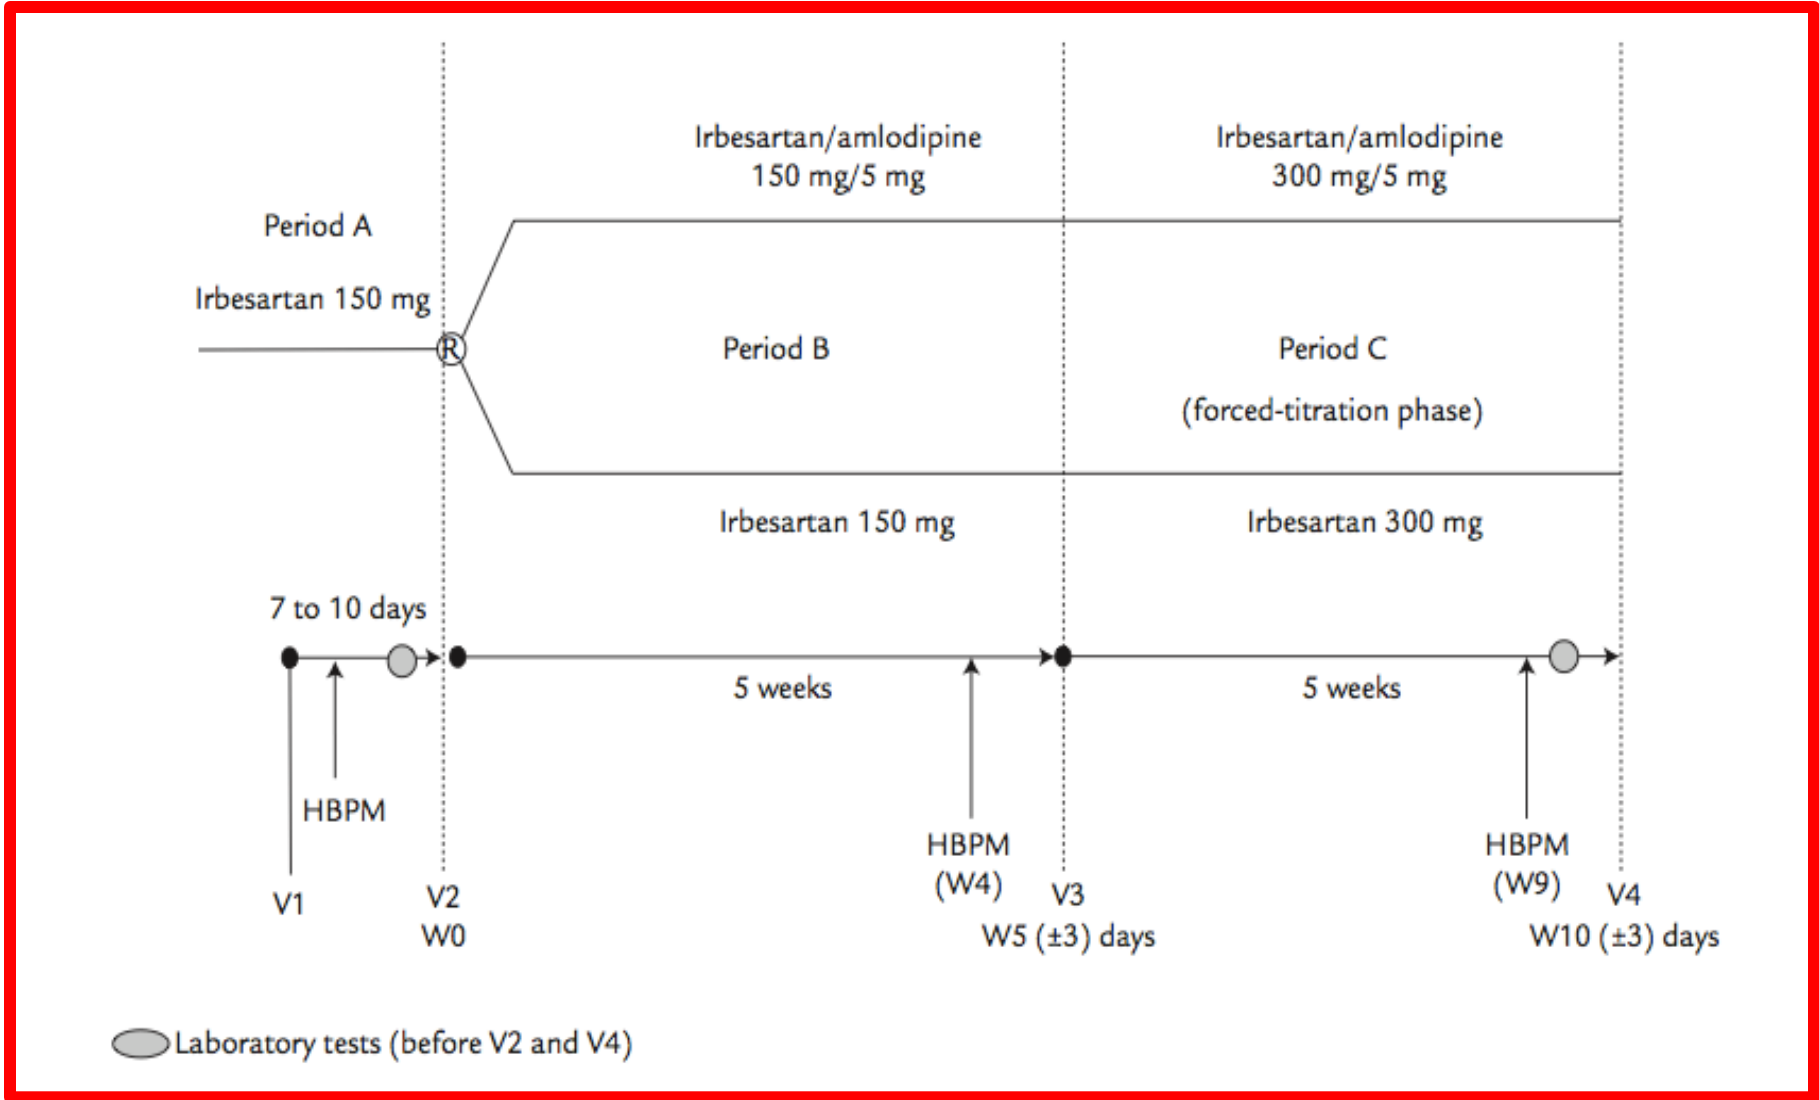 Irbesartan/amlodipine
150 mg/5 mg
Irbesartan/amlodipine
300 mg/5 mg
Period A
Irbesartan 150 mg
R
Period B
Period C
(forced-titration phase)
Irbesartan 150 mg
Irbesartan 300 mg
7 to 10 days
5 weeks
5 weeks
HBPM
HBPM
(W4)
HBPM
(W9)
V1
V2
W0
V3
W5 (±3) days
V4
W10 (±3) days
Laboratory tests (before V2 and V4)